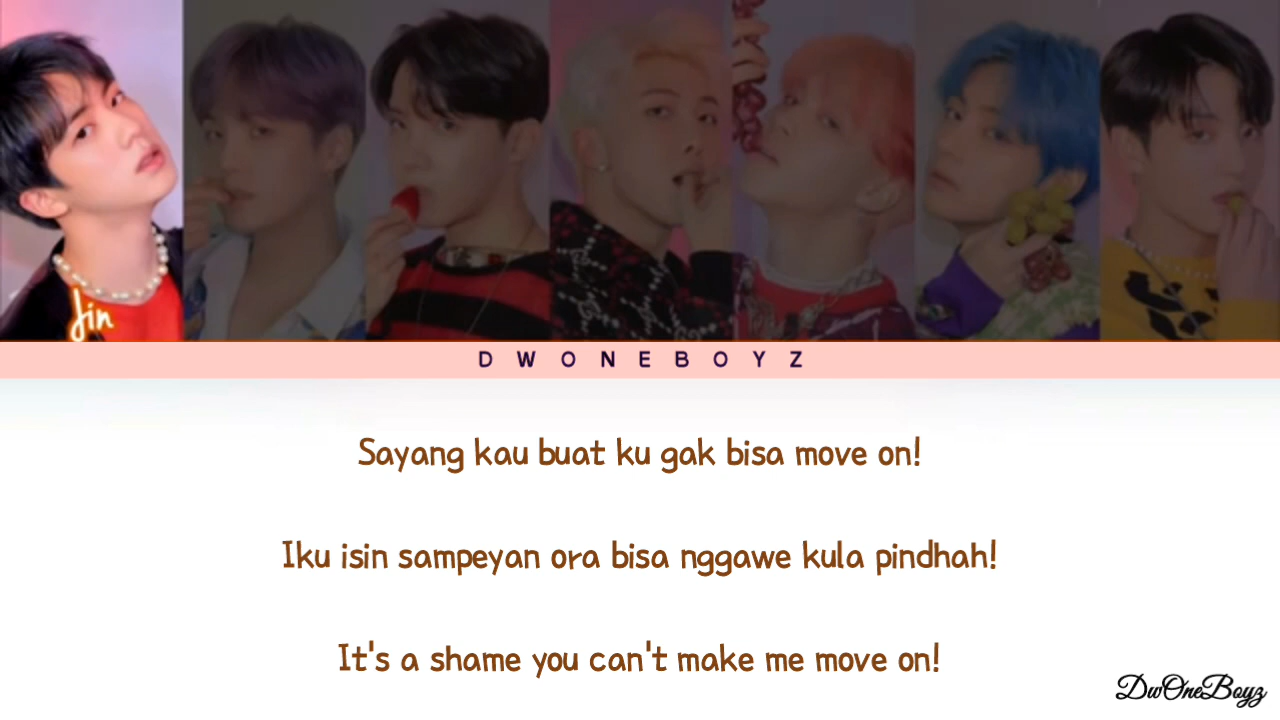 Jin
DWONEBOYZ
Sayang kau buat ku gak bisa move on!
Iku isin sampeyan ora bisa nggawe kula pindhah!
It's a shame you can't make me move on!
DwOneBoyz